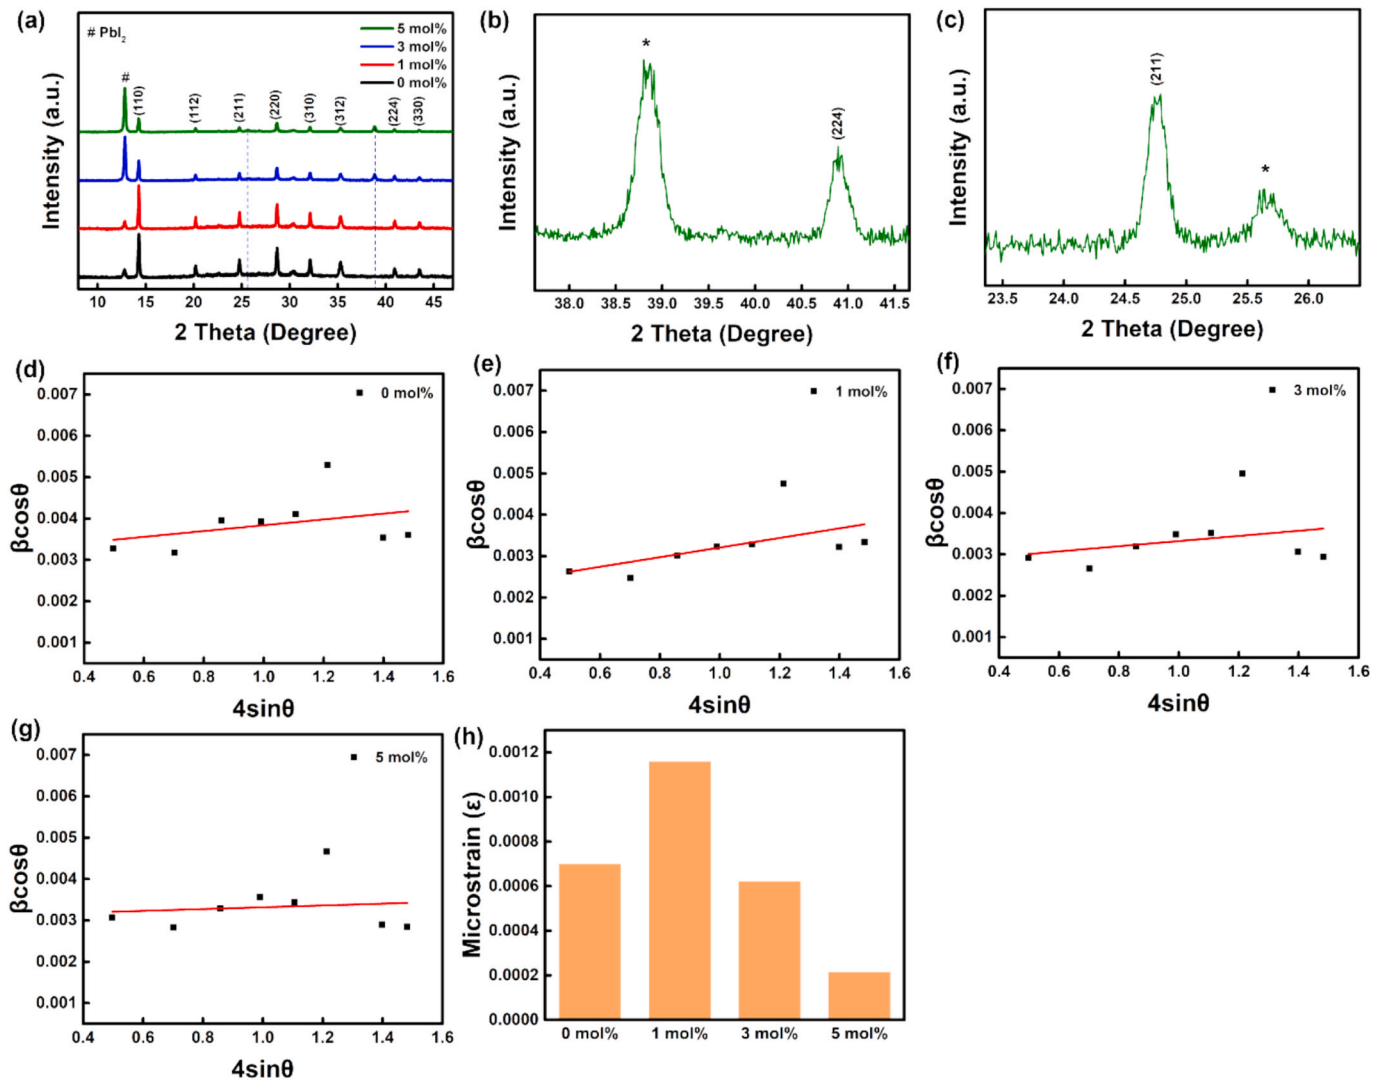 (a)
# PbI2
5 mol%
3 mol%
1 mol%
0 mol%
#
(110)
(112)
(211)
(220)
(310)
(312)
(224)
(330)
Intensity (a.u.)
10 15 20 25 30 35 40 45
2 Theta (Degree)
(b)
*
(224)
Intensity (a.u.)
38.0 38.5 39.0 39.5 40.0 40.5 41.0 41.5
2 Theta (Degree)
(c)
(211)
*
Intensity (a.u.)
23.5 24.0 24.5 25.0 25.5 26.0
2 Theta (Degree)
(d)
0 mol%
0.007
0.006
0.005
0.004
0.003
0.002
0.001
βcosθ
0.4 0.6 0.8 1.0 1.2 1.4 1.6
4sinθ
(e)
1 mol%
0.007
0.006
0.005
0.004
0.003
0.002
0.001
βcosθ
0.4 0.6 0.8 1.0 1.2 1.4 1.6
4sinθ
(f)
3 mol%
0.007
0.006
0.005
0.004
0.003
0.002
0.001
βcosθ
0.4 0.6 0.8 1.0 1.2 1.4 1.6
4sinθ
(g)
5 mol%
0.007
0.006
0.005
0.004
0.003
0.002
0.001
βcosθ
0.4 0.6 0.8 1.0 1.2 1.4 1.6
4sinθ
(h)
0.0012
0.0010
0.0008
0.0006
0.0004
0.0002
0.0000
Microstrain (ε)
0 mol% 1 mol% 3 mol% 5 mol%